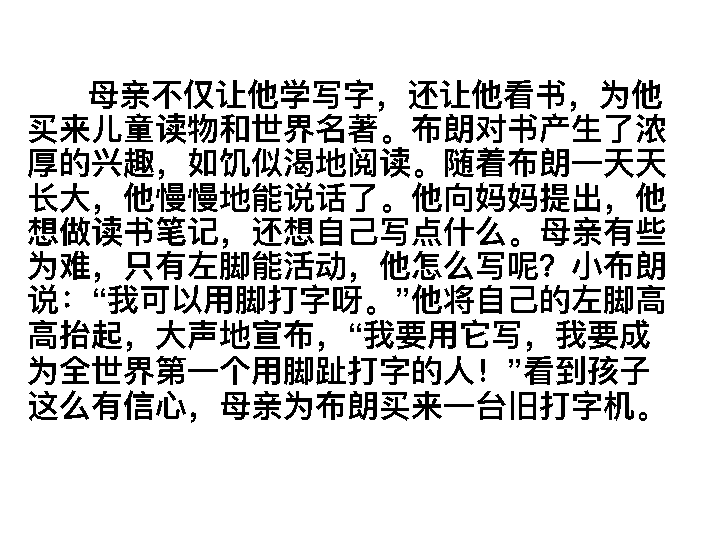 母亲不仅让他学写字，还让他看书，为他
买来儿童读物和世界名著。布朗对书产生了浓
厚的兴趣，如饥似渴地阅读。随着布朗一天天
长大，他慢慢地能说话了。他向妈妈提出，他
想做读书笔记，还想自己写点什么。母亲有些
为难，只有左脚能活动，他怎么写呢？小布朗
说：“我可以用脚打字呀。”他将自己的左脚高
高抬起，大声地宣布，“我要用它写，我要成
为全世界第一个用脚趾打字的人！”看到孩子
这么有信心，母亲为布朗买来一台旧打字机。